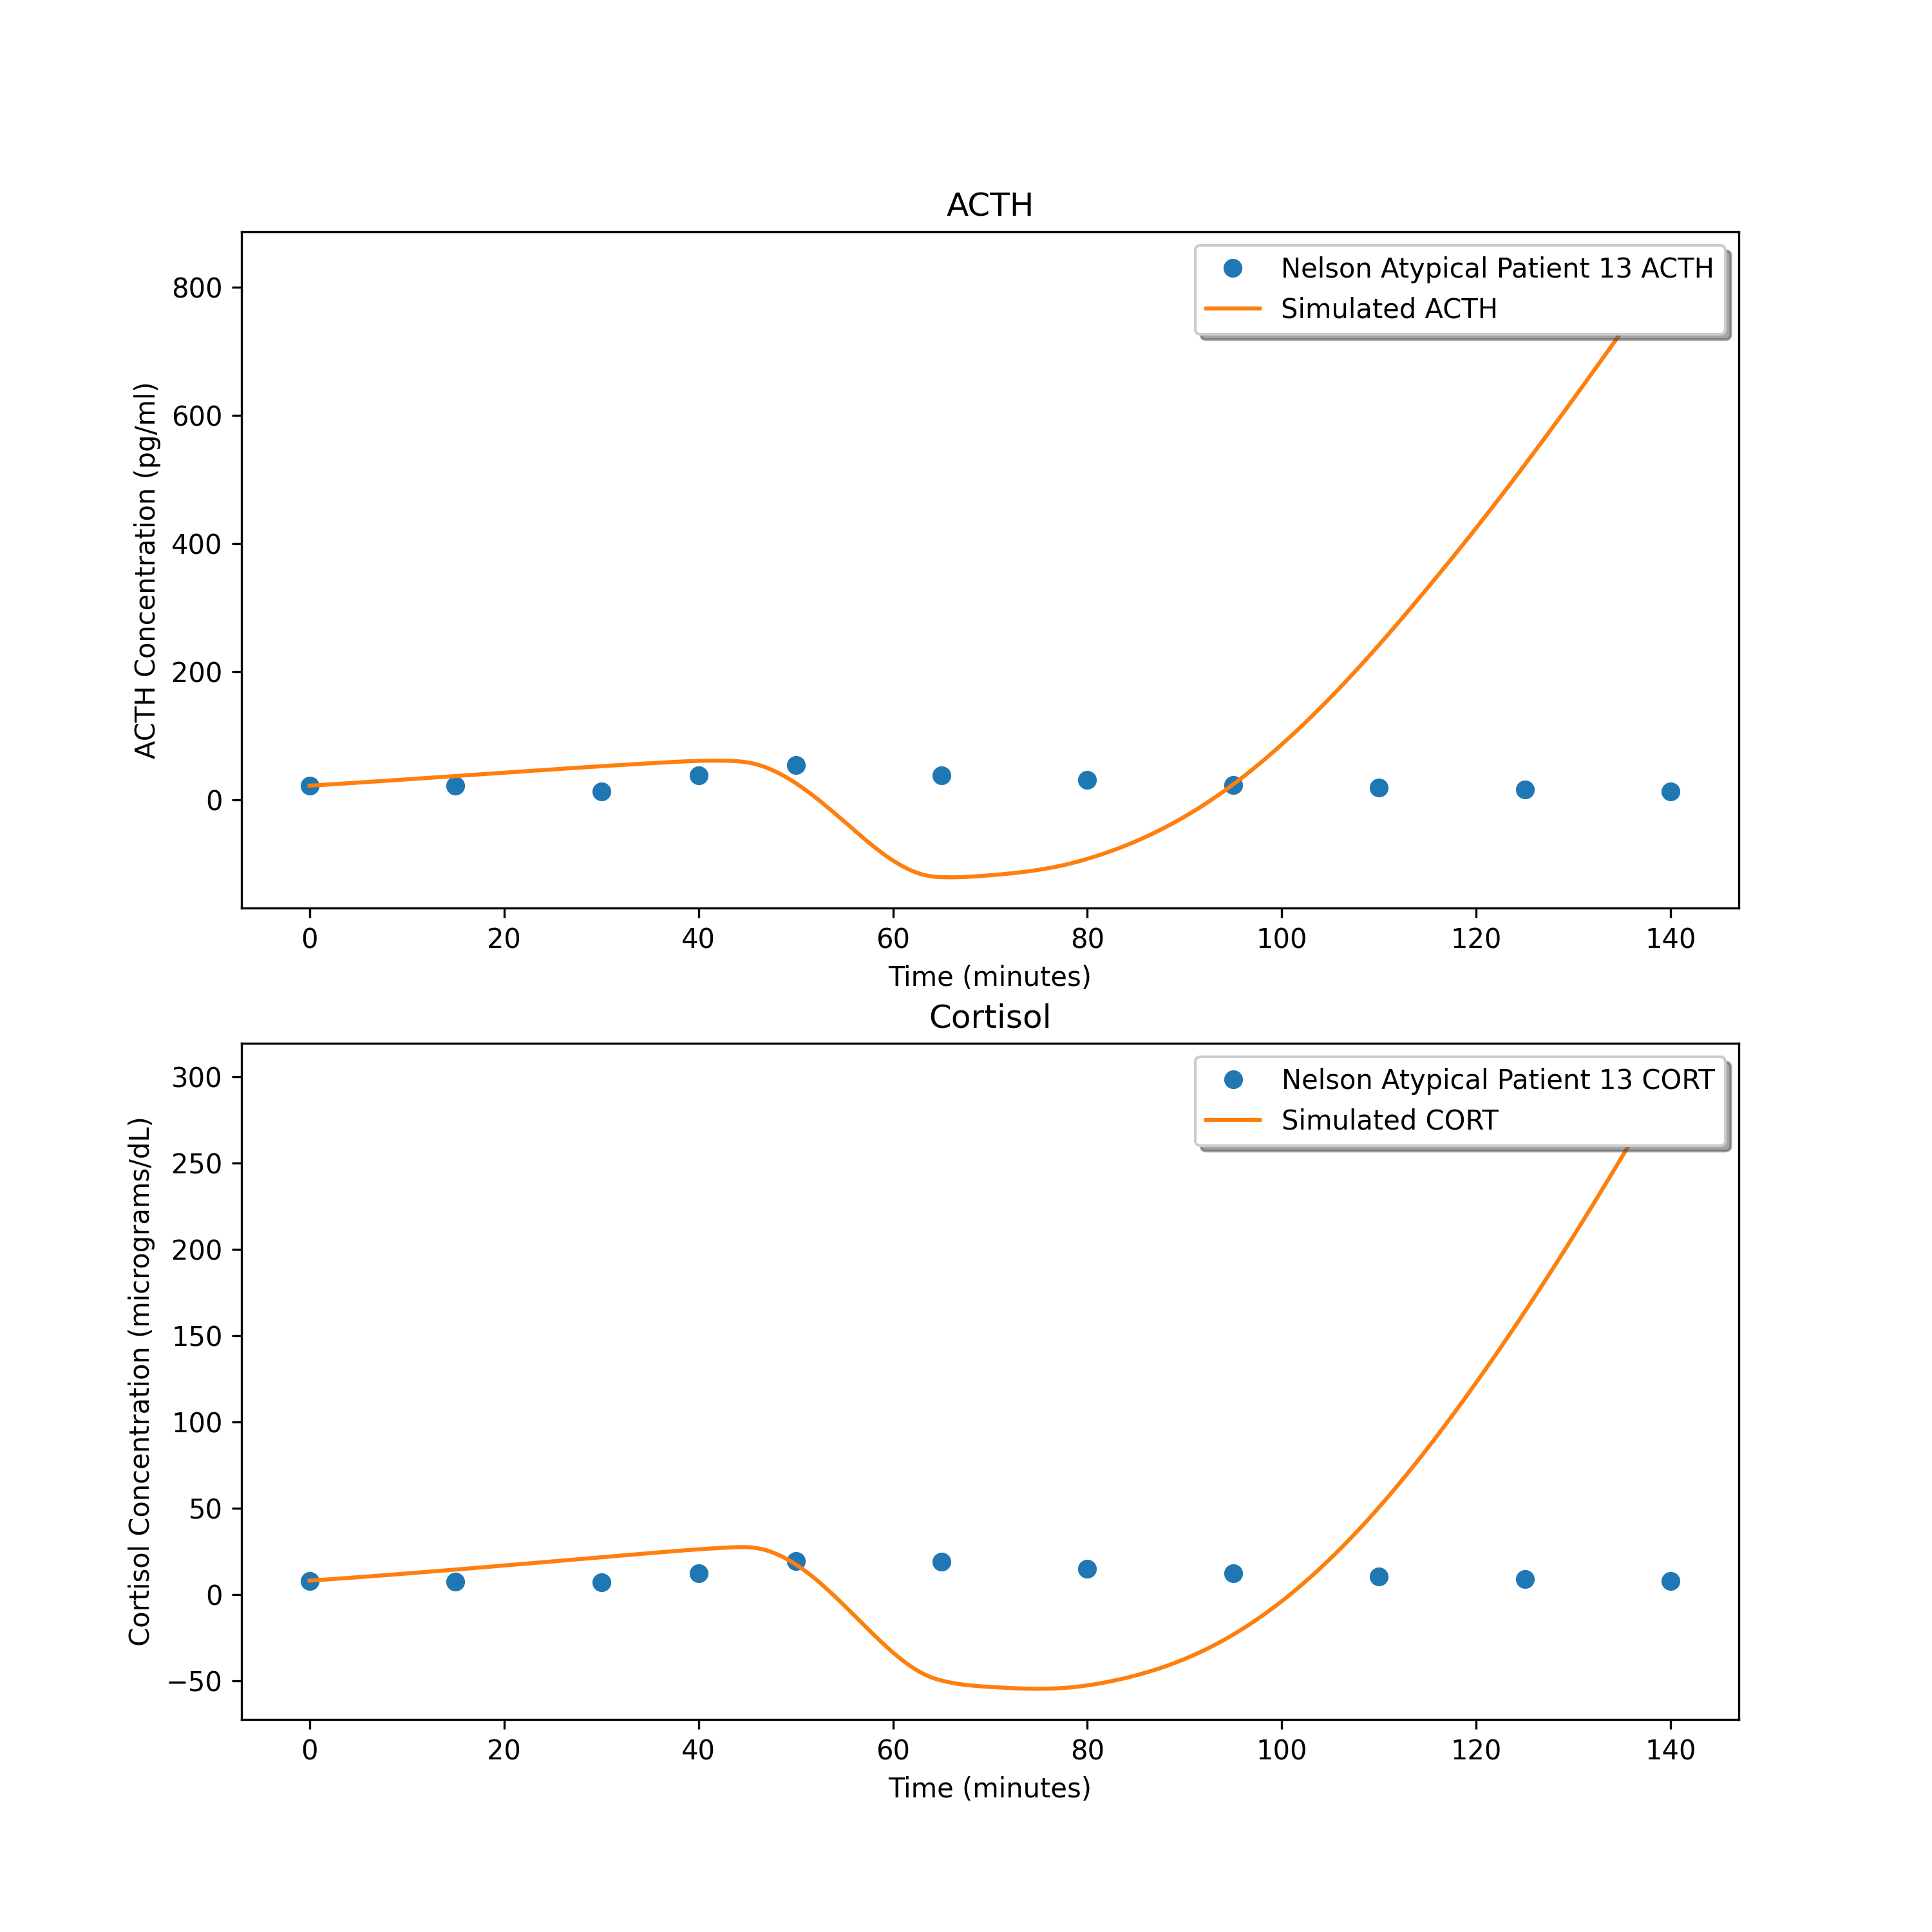 ACTH
Nelson Atypical Patient 13 ACTH
Simulated ACTH
800
600
400
200
0
ACTH Concentration (pg/ml)
0 20 40 60 80 100 120 140
Time (minutes)
Cortisol
Nelson Atypical Patient 13 CORT
Simulated CORT
300
250
200
150
100
50
0
−50
Cortisol Concentration (micrograms/dL)
0 20 40 60 80 100 120 140
Time (minutes)